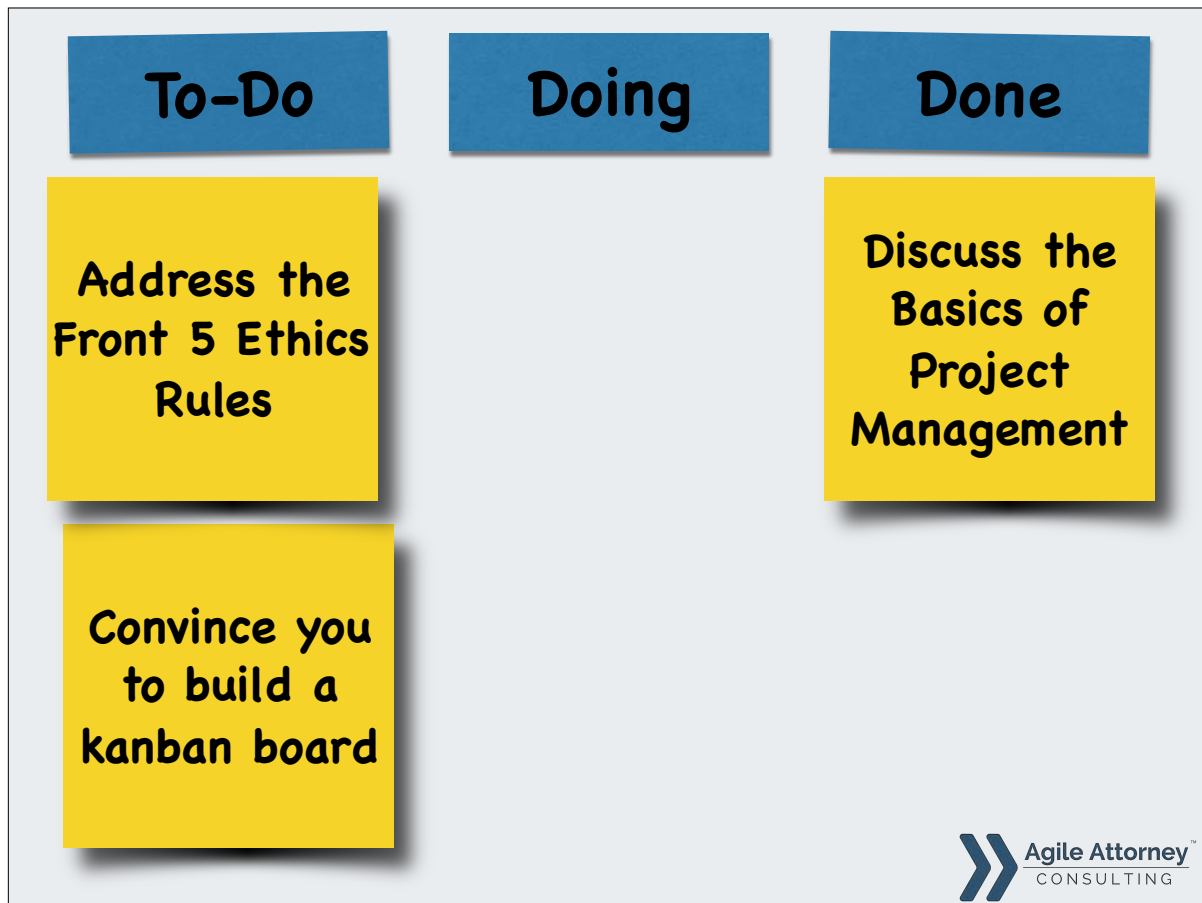 To-Do
Doing
Done
Address the
Front 5 Ethics
Rules
Convince you
to build a
kanban board
Discuss the
Basics of
Project
Management
Agile Attorney™
CONSULTING